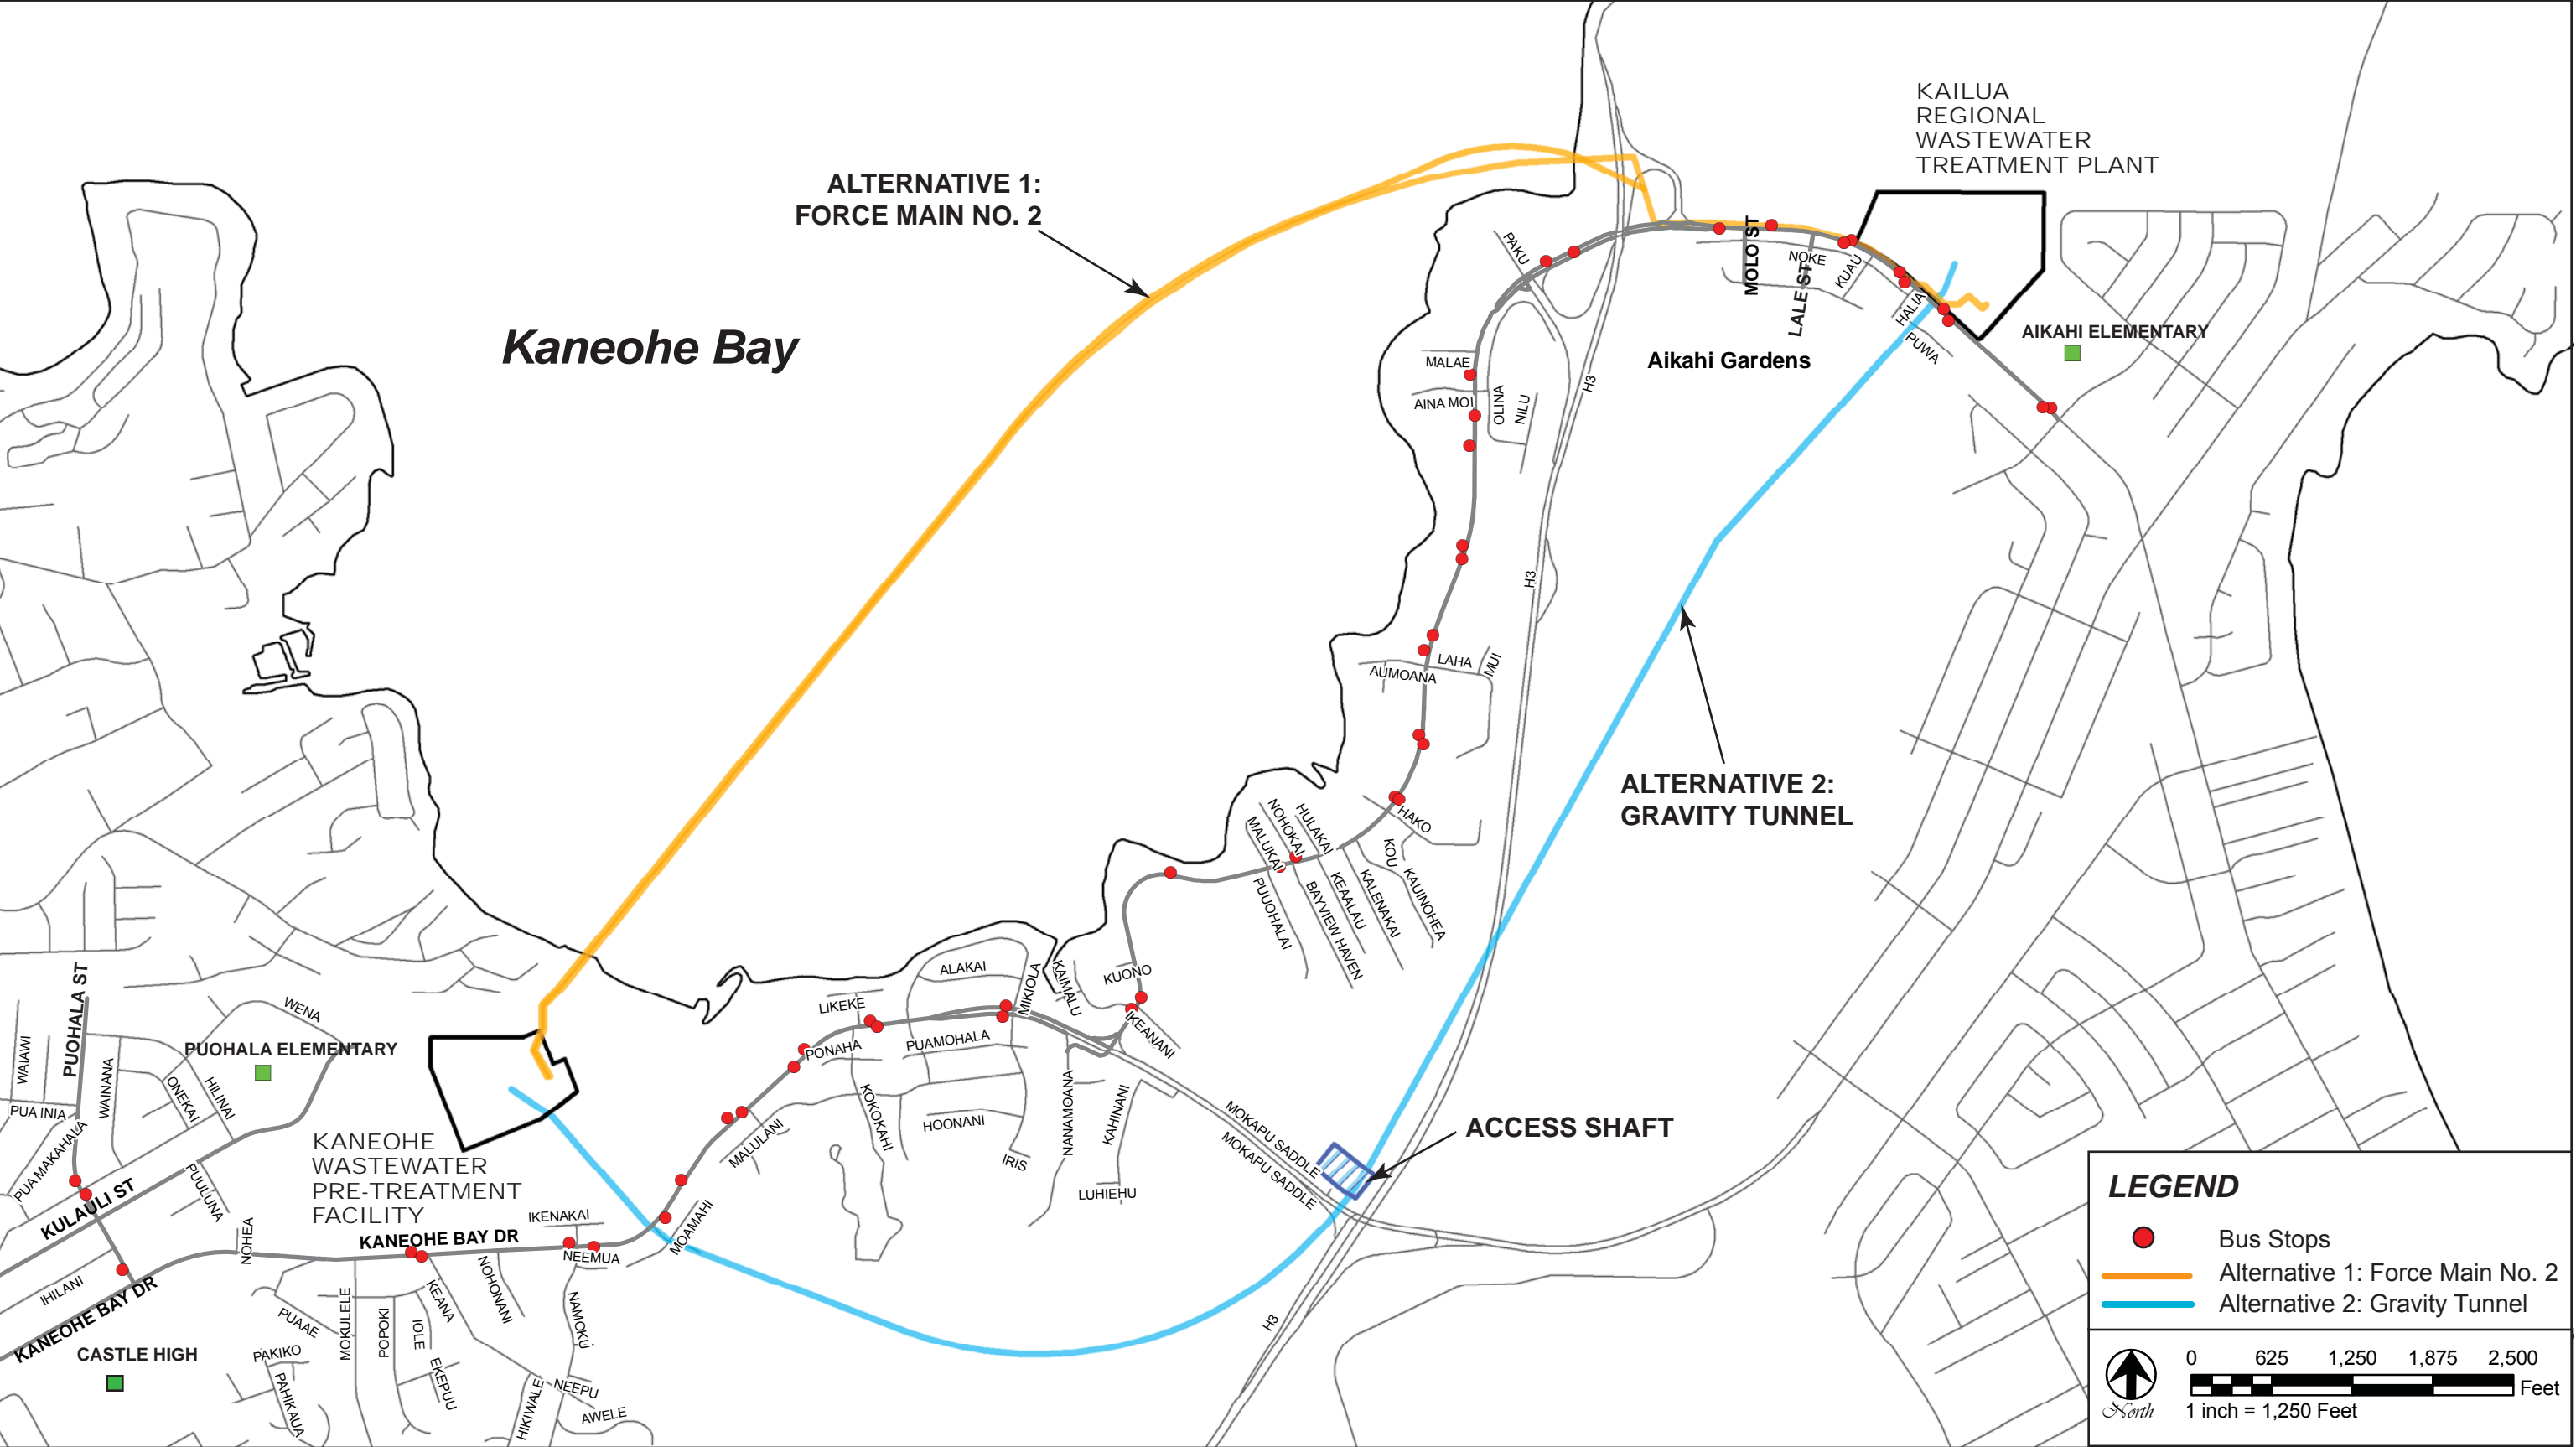 KAILUA
REGIONAL
WASTEWATER
TREATMENT PLANT
ALTERNATIVE 1:
FORCE MAIN NO. 2
Kaneohe Bay
PAKU
MOLO ST
NOKE
LALE ST
KUAU
HALIA
PUWA
AIKAHI ELEMENTARY
Aikahi Gardens
MALAE
AINA MOI
OLINA
NILU
H3
H3
LAHA
MUI
AUMOANA
ALTERNATIVE 2:
GRAVITY TUNNEL
HAKO
HULAKAI
NOHOKAI
MALUKAI
KOU
KAUINOHEA
KALENAKAI
KEAALAU
BAYVIEW HAVEN
PUUOHALAI
KUONO
KAIMALU
MIKIOLA
ALAKAI
LIKEKE
IKEANANI
PONAHA
PUAMOHALA
KOKOKAHI
HOONANI
IRIS
NANAMOANA
KAHINANI
LUHIEHU
MALULANI
MOKAPU SADDLE
MOKAPU SADDLE
ACCESS SHAFT
H3
PUOHALA ST
WENA
WAIAWI
PUOHALA ELEMENTARY
WAINANA
ONEKAI
HILINAI
PUA INIA
PUAMAKAHALA
KULAULI ST
PUULUNA
KANEOHE
WASTEWATER
PRE-TREATMENT
FACILITY
IKENAKAI
KANEOHE BAY DR
NEEMUA
MOAMAHI
NOHEA
IHILANI
KANEOHE BAY DR
CASTLE HIGH
PUAAE
MOKULELE
POPOKI
IOLE
KEANA
NOHONANI
NAMOKU
EKEPUU
PAKIKO
PAHIKAUA
HIKIWALE
NEEPU
AWELE
LEGEND
Bus Stops
Alternative 1: Force Main No. 2
Alternative 2: Gravity Tunnel
0 625 1,250 1,875 2,500
Feet
North
1 inch = 1,250 Feet